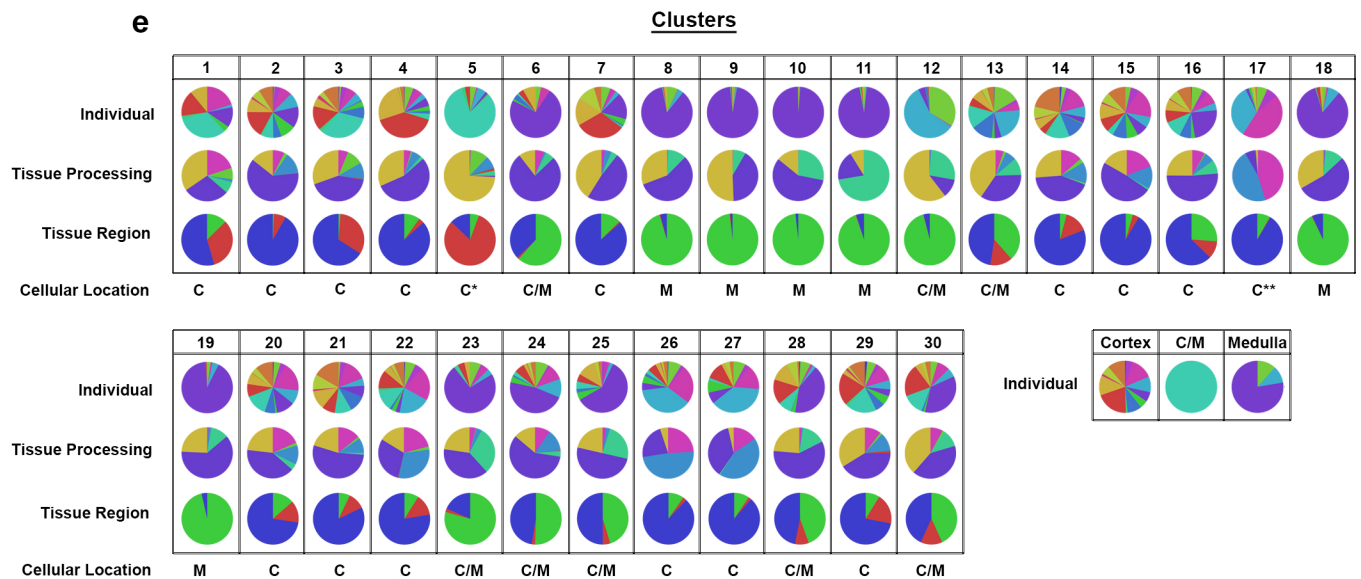 e
Clusters
1 2 3 4 5 6 7 8 9 10 11 12 13 14 15 16 17 18
Individual
Tissue Processing
Tissue Region
Cellular Location C C C C C* C/M C M M M M C/M C/M C C C C** M
19 20 21 22 23 24 25 26 27 28 29 30
Cortex C/M Medulla
Individual
Individual
Tissue Processing
Tissue Region
Cellular Location M C C C C/M C/M C/M C C C/M C C/M